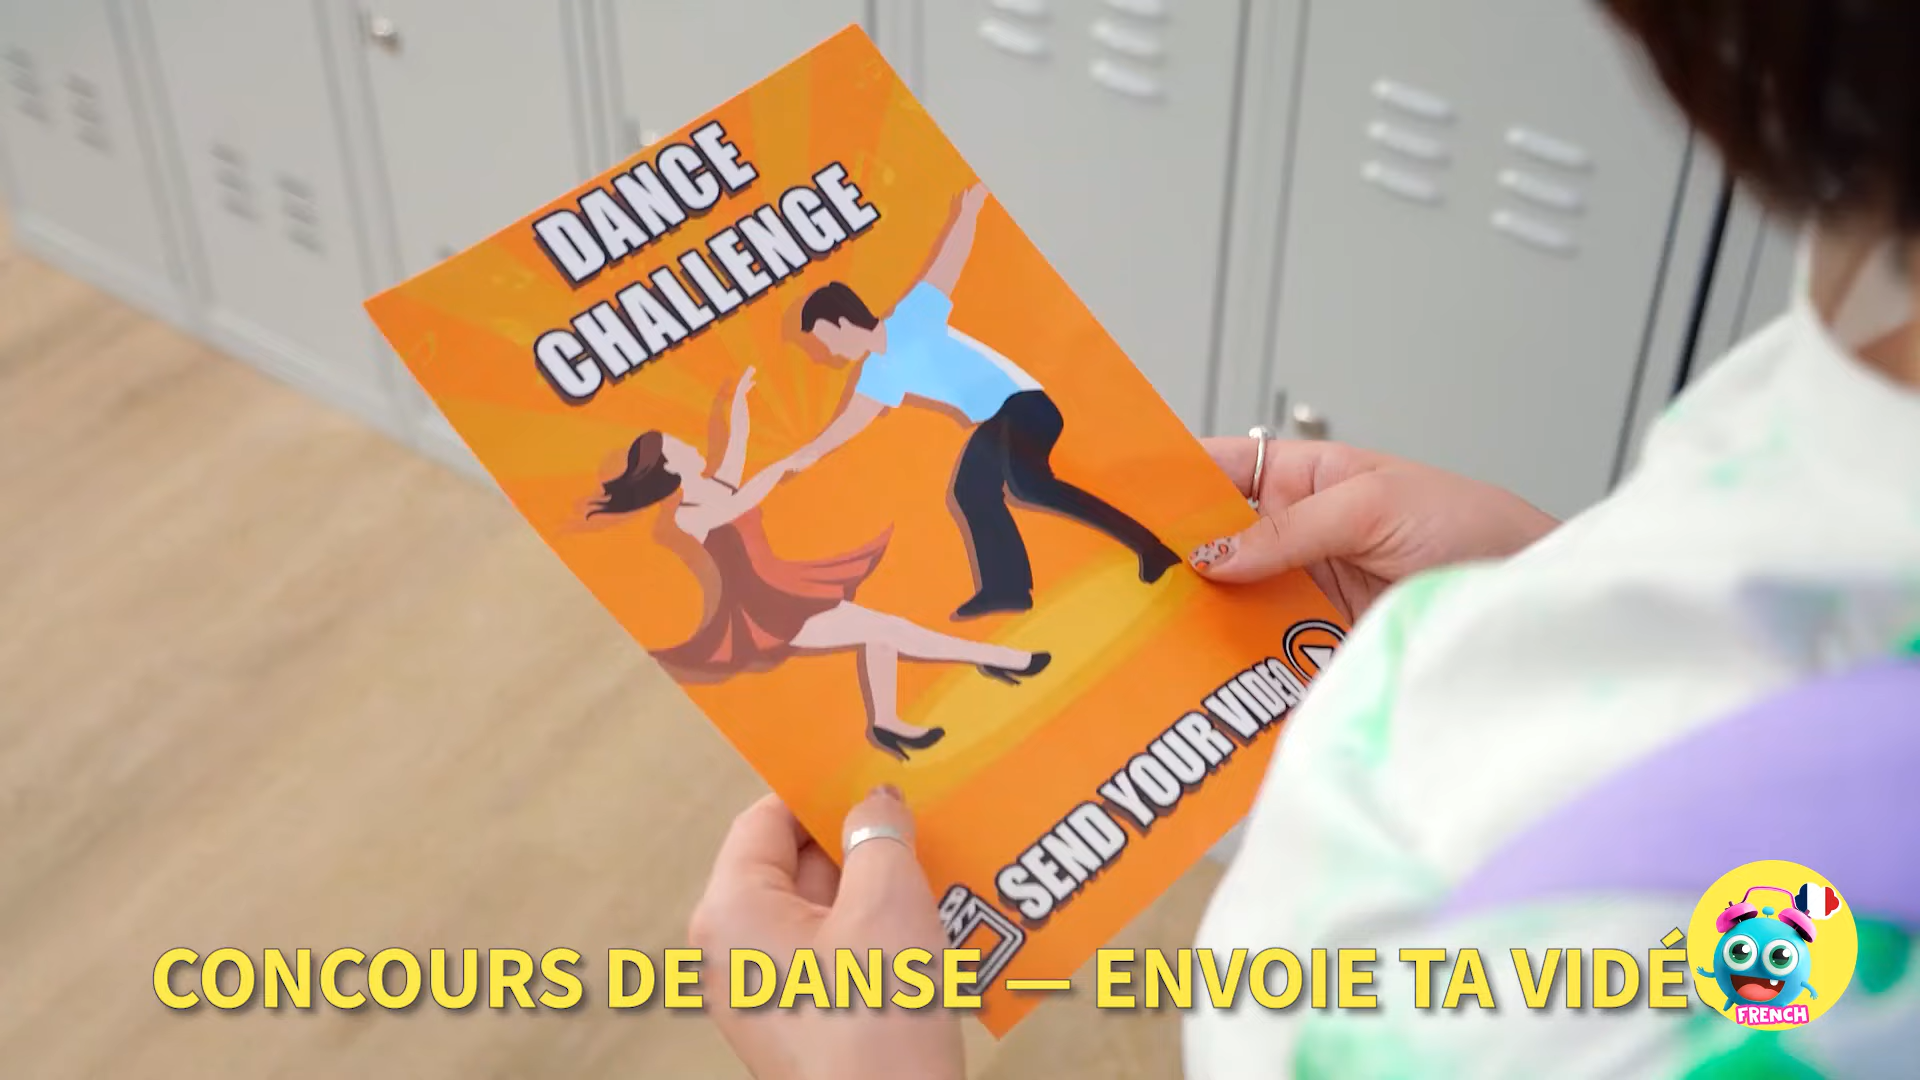 DANCE
CHALLENGE
SEND YOUR VIDEO
CONCOURS DE DANSE — ENVOIE TA VIDÉ
FRENCH